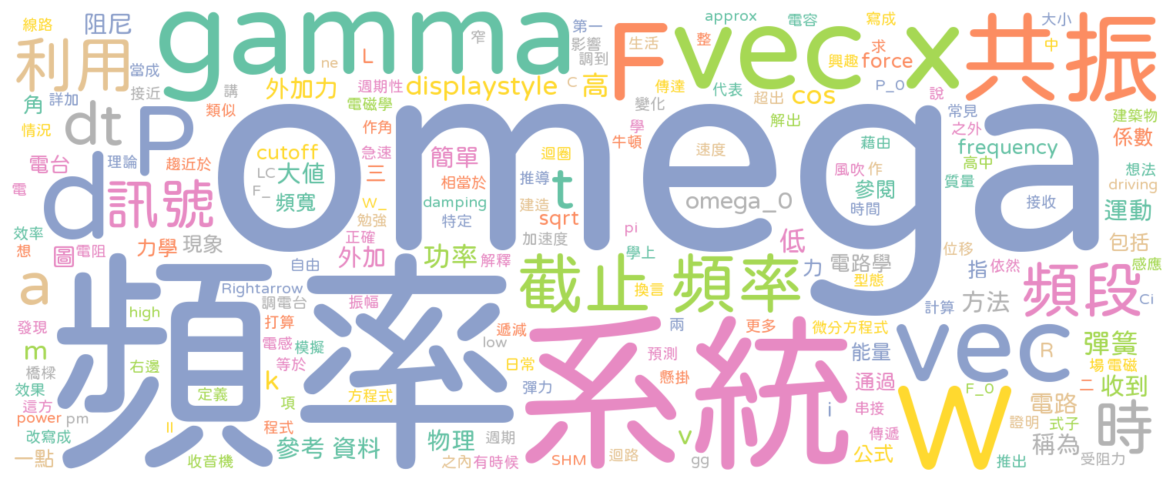 線路 阻尼 gamma 第一 approx 電容 寫成 大小
利用 影響 生活 整 F vec x 共振
當成 接近 講 窄 調到 興趣 求 force 中
角 詳加 類似 外加力 週期性 L displaystyle ne C 高 傳遠 代表 超出 cos P_0 說
情況 dt P 電磁學 變化 解出 常見 建築物
電台 理論 趨近於 作角 學 牛頓 藉由 之外 係數
電 d omega 急速 簡單 迴圈 速度 風吹 作 高中 frequency 想法
cutoff LC 大值 三 相當於 推導 t omega_0 參閱 質量 接收 driving
訊號 F_ 頻寬 W_ 勉強 damping 特定 建造 sqrt 時間 運動
效率 想 圖 電阻 力學 現象 正確 外加 功率 解釋 加速度 pi 低 位移 包括
a 自由 學上 力 電路學 指 依然 感應
Rightarrow 調電台 振幅 截止 頻率 換言 型態 方法 頻段 Ci
發現 high 打算 遞減 兩 更多 計算
m 橋樑 頻率 電感 模擬 low 系統 微分方程式 vec R 彈簧
效果 右邊 等於 日常 預測 能量 場 電磁
這方 定義 k 彈力 懸掛 通過 F_0 二 收到
power pm 項 方程式 i 串接 W 電路 時
改寫成 ll 程式 物理 週期 v 傳遞 證明 式子
一點 收音機 參考 資料 之內 有時候 SHM 迴路 gg 公式 推出 稱為 受阻力